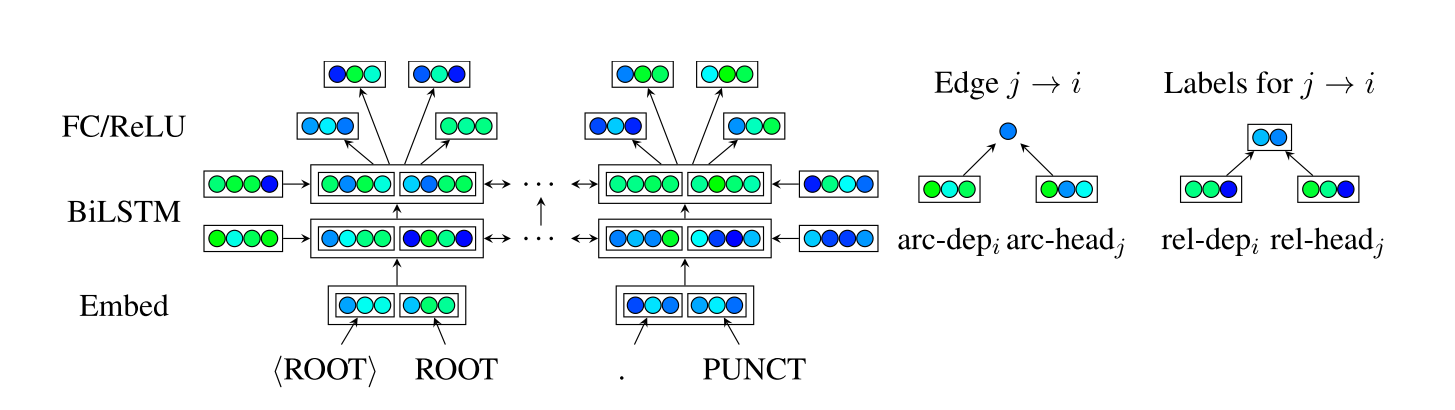 Edge j → i
Labels for j → i
FC/ReLU
...
BiLSTM
...
arc-dep_i arc-head_j
rel-dep_i rel-head_j
Embed
⟨ROOT⟩ ROOT . PUNCT